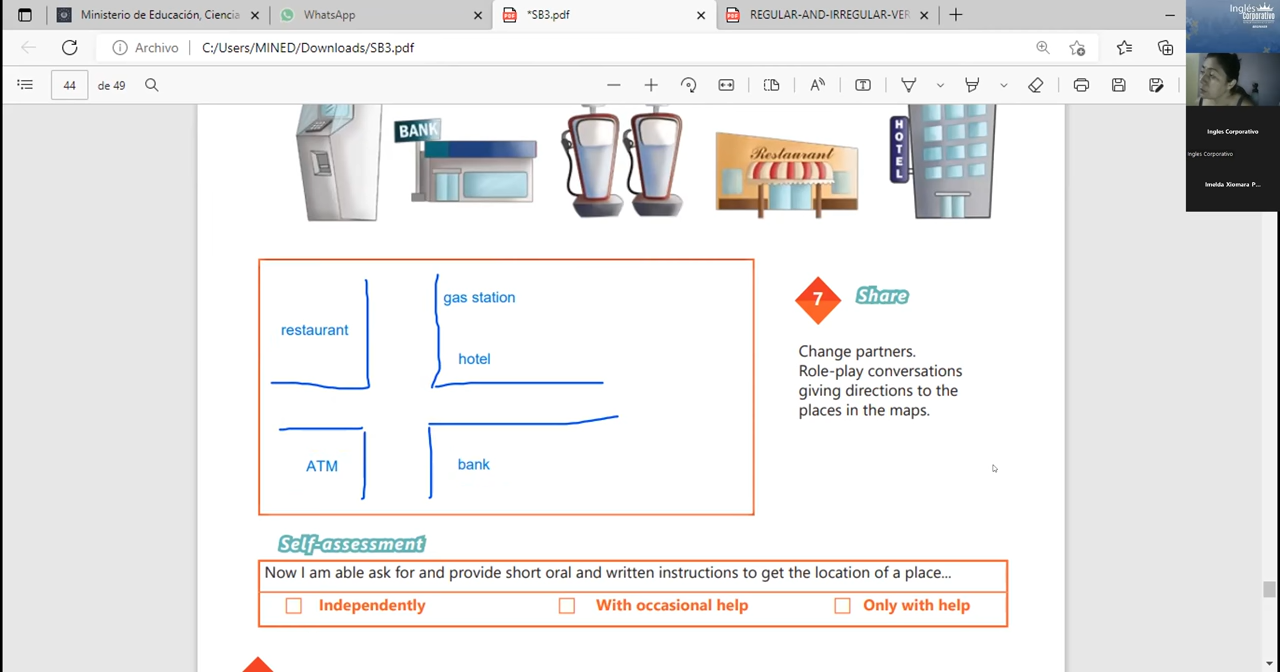 Ministerio de Educación, Ciencia
WhatsApp
*SB3.pdf
REGULAR-AND-IRREGULAR-VER
Inglés
Corporativo
Archivo
C:/Users/MINED/Downloads/SB3.pdf
44
de 49
BANK
Restaurant
HOTEL
Ingles Corporativo
Ingles Corporativo
Imelda Xiomara P...
gas station
restaurant
hotel
ATM
bank
7
Share
Change partners.
Role-play conversations
giving directions to the
places in the maps.
Self-assessment
Now I am able ask for and provide short oral and written instructions to get the location of a place...
Independently
With occasional help
Only with help